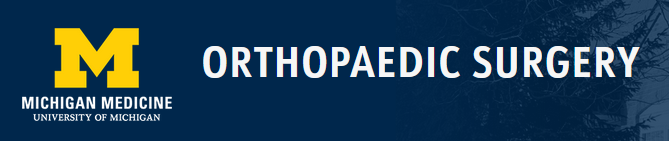 M
MICHIGAN MEDICINE
UNIVERSITY OF MICHIGAN
ORTHOPAEDIC SURGERY